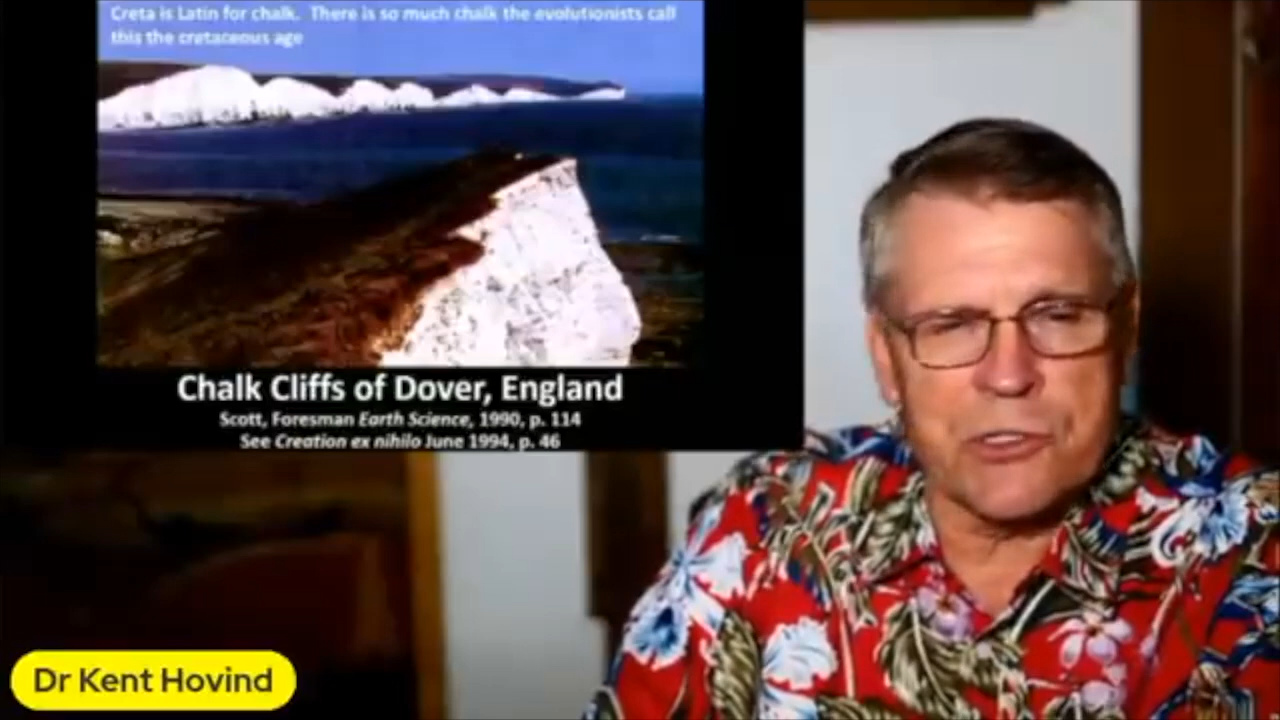 Creta is Latin for chalk. There is so much chalk the evolutionists call
this the cretaceous age
Chalk Cliffs of Dover, England
Scott, Foresman Earth Science, 1990, p. 114
See Creation ex nihilo June 1994, p. 46
Dr Kent Hovind